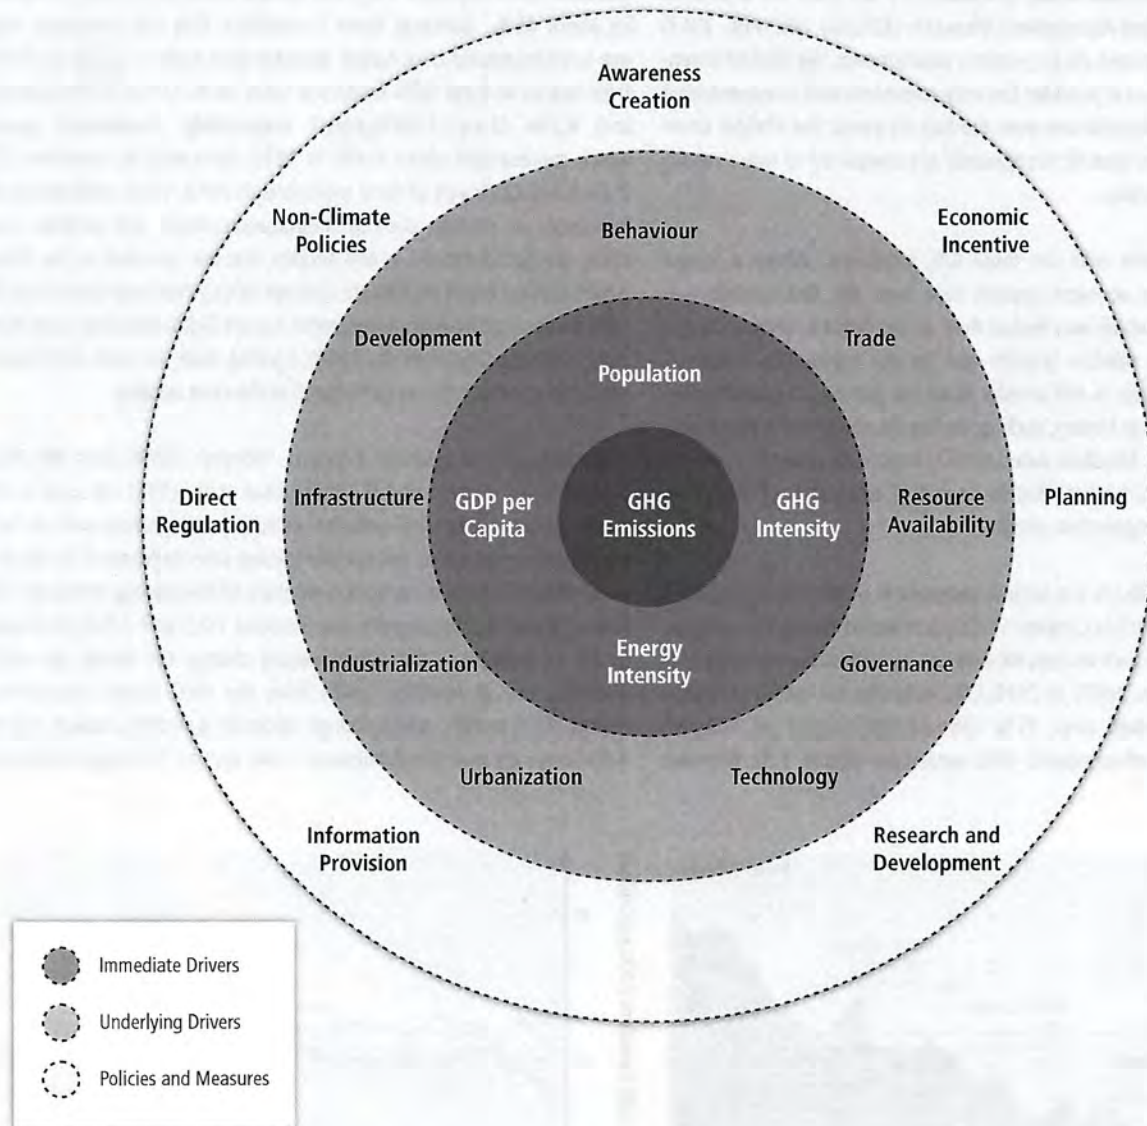 Awareness
Creation
Non-Climate
Policies
Economic
Incentive
Behaviour
Development
Trade
Population
Direct
Regulation
Infrastructure
GDP per
Capita
GHG
Emissions
GHG
Intensity
Resource
Availability
Planning
Industrialization
Energy
Intensity
Governance
Urbanization
Technology
Information
Provision
Research and
Development
Immediate Drivers
Underlying Drivers
Policies and Measures